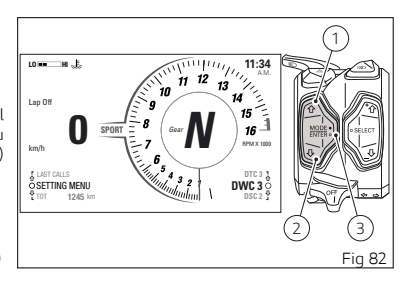 1
LO HI
11:34
A.M.
Lap Off
0
km/h
SPORT
Gear
N
1
2
3
4
5
6
7
8
9
10
11
12
13
14
15
16
RPM X 1000
LAST CALLS
SETTING MENU
TOT 1245 km
DTC 3
DWC 3
DSC 2
MODE
ENTER
SELECT
OFF
2
3
Fig 82
l
u
)